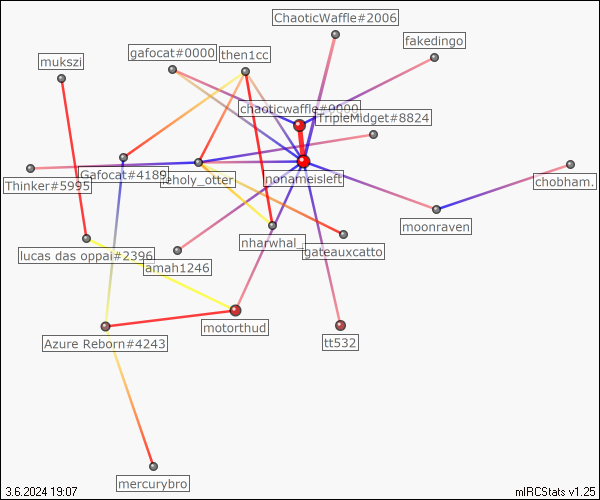 ChaoticWaffle#2006
fakedingo
gafocat#0000
then1cc
mukszi
chaoticwaffle#0000
TripleMidget#8824
Thinker#5995
Gafocat#4189
nonameisleft
chobham.
moonraven
nharwhal_
gateauxcatto
lucas das oppai#2396
amah1246
motorthud
Azure Reborn#4243
tt532
mercurybro
3.6.2024 19:07
mIRCStats v1.25